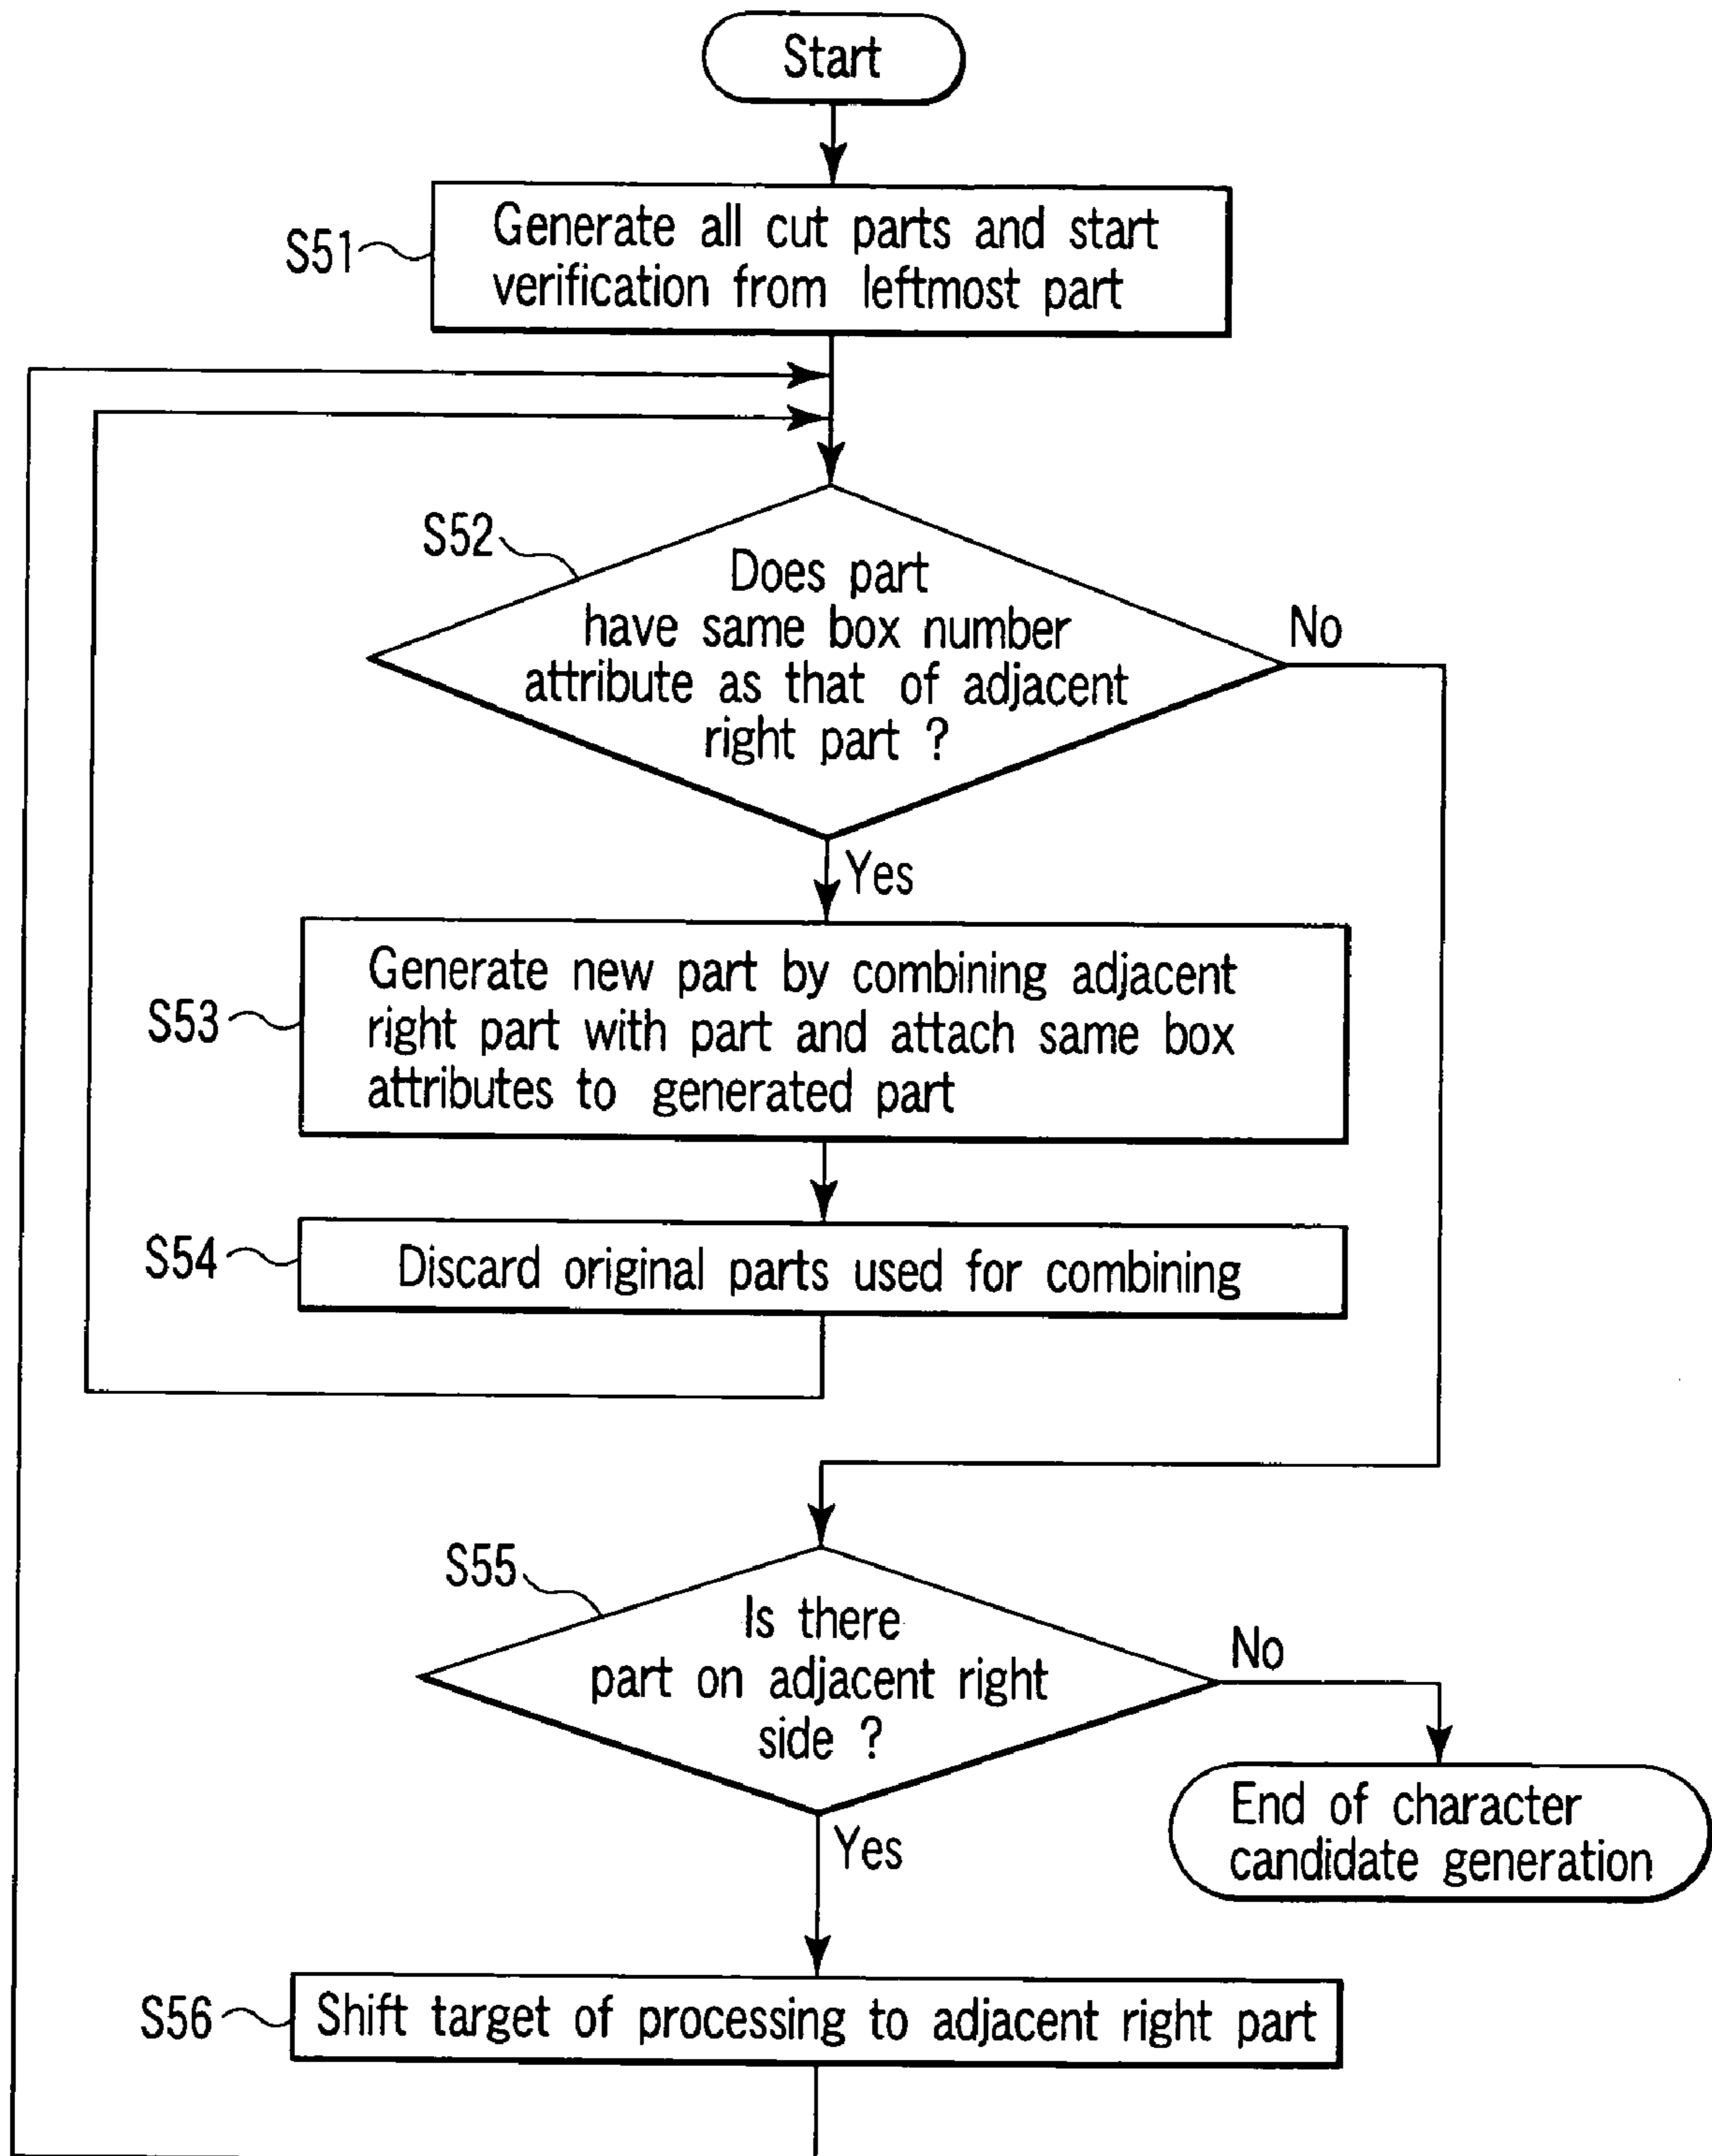 Start
S51
Generate all cut parts and start
verification from leftmost part
S52
Does part
have same box number
attribute as that of adjacent
right part ?
No
Yes
S53
Generate new part by combining adjacent
right part with part and attach same box
attributes to generated part
S54
Discard original parts used for combining
S55
Is there
part on adjacent right
side ?
No
Yes
End of character
candidate generation
S56
Shift target of processing to adjacent right part